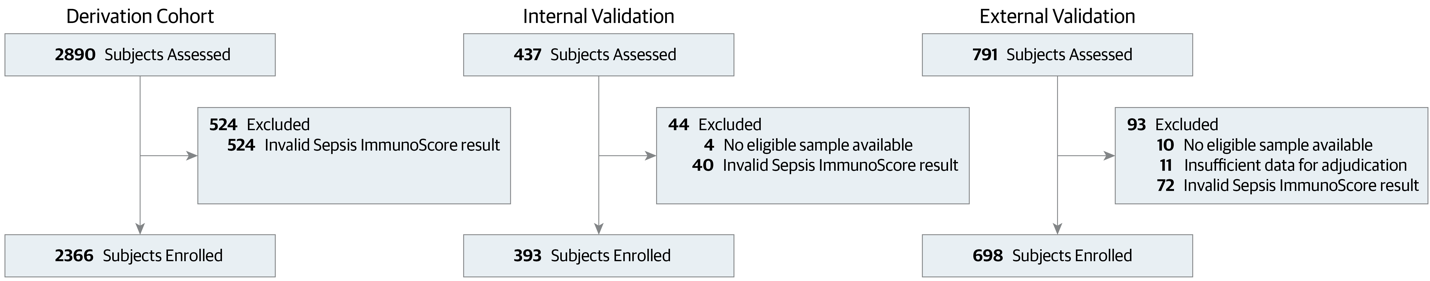 Derivation Cohort
2890 Subjects Assessed
524 Excluded
524 Invalid Sepsis ImmunoScore result
2366 Subjects Enrolled
Internal Validation
437 Subjects Assessed
44 Excluded
4 No eligible sample available
40 Invalid Sepsis ImmunoScore result
393 Subjects Enrolled
External Validation
791 Subjects Assessed
93 Excluded
10 No eligible sample available
11 Insufficient data for adjudication
72 Invalid Sepsis ImmunoScore result
698 Subjects Enrolled